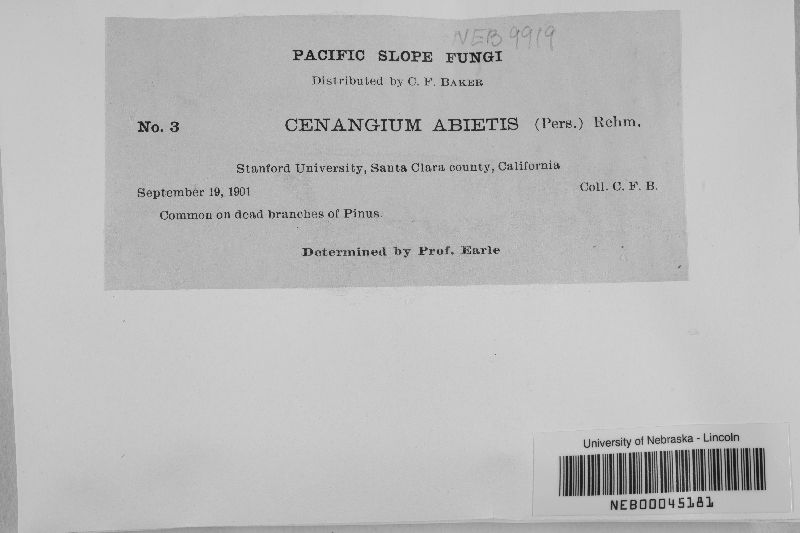 NEB 9919
PACIFIC SLOPE FUNGI
Distributed by C. F. BAKER
No. 3 CENANGIUM ABIETIS (Pers.) Rehm.
Stanford University, Santa Clara county, California
September 19, 1901 Coll. C. F. B.
Common on dead branches of Pinus.
Determined by Prof. Earle
University of Nebraska - Lincoln
NEB00045181